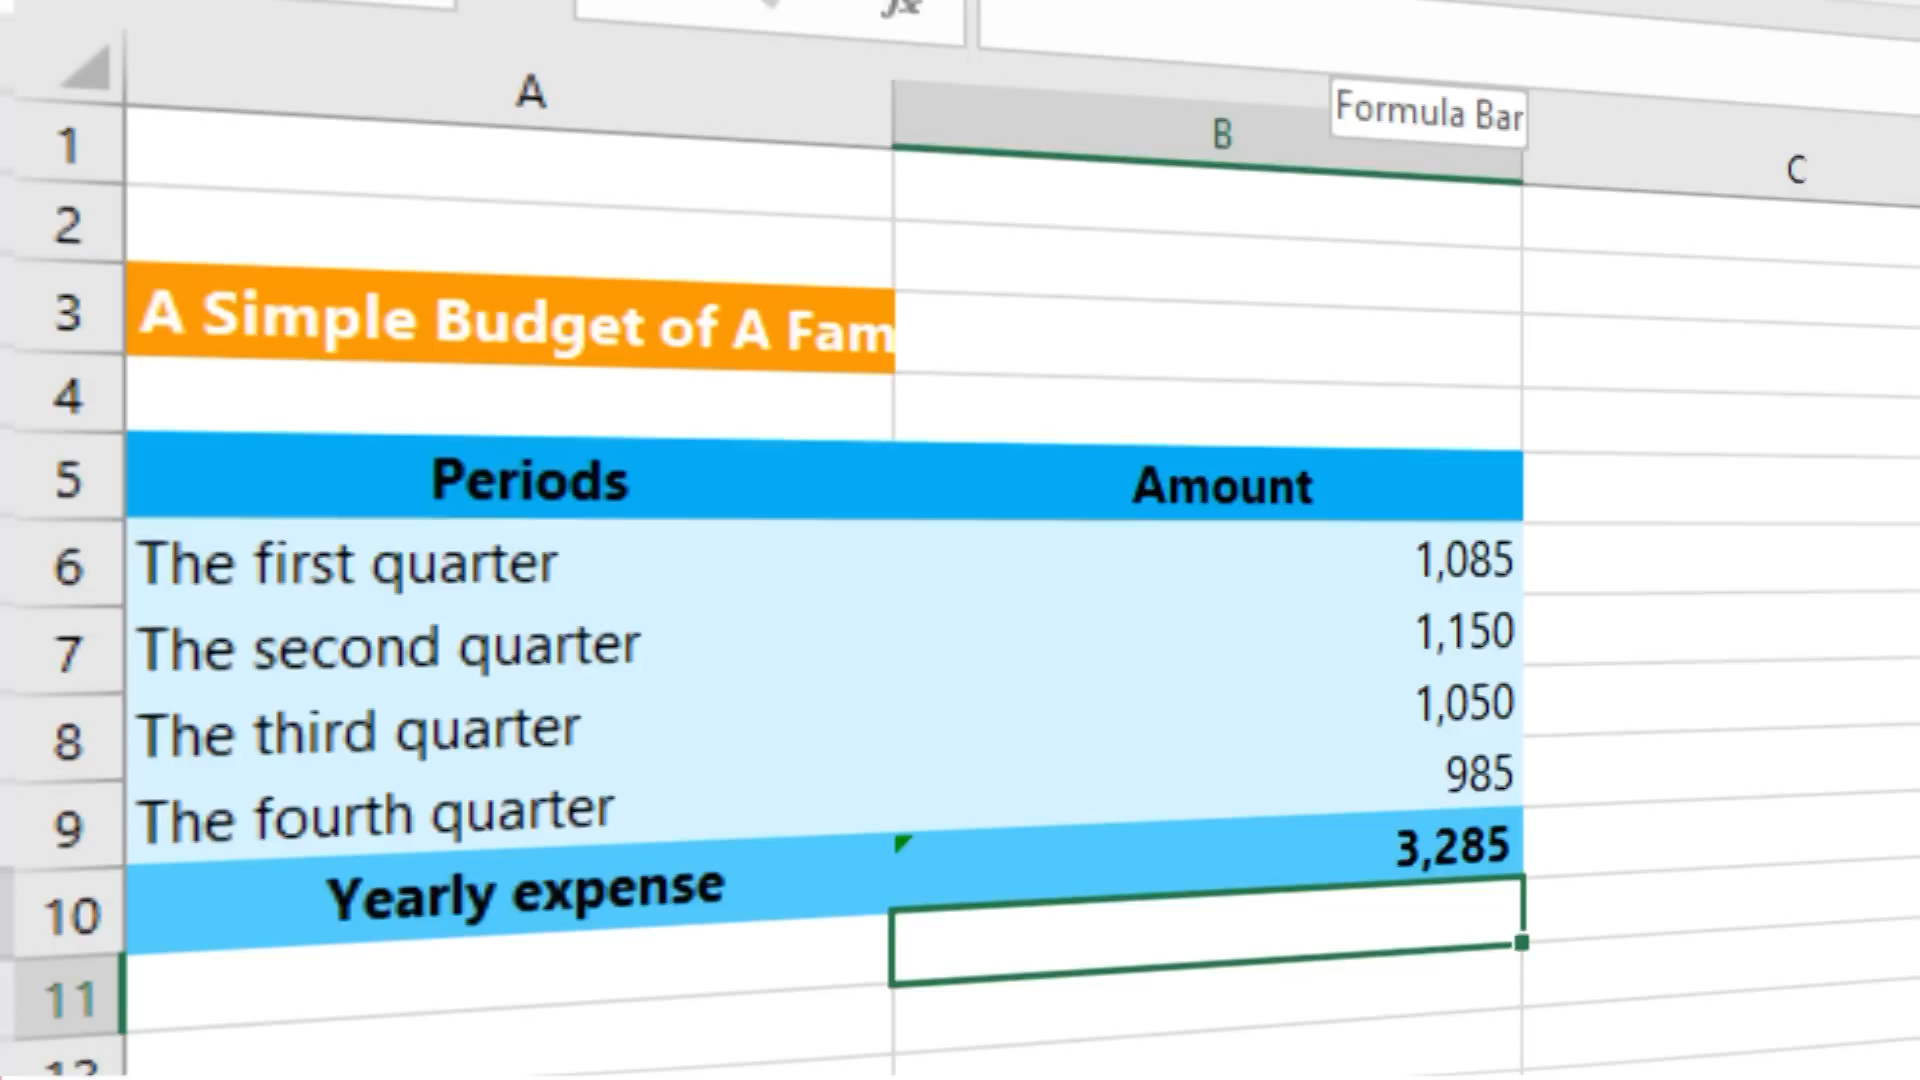 fx
Formula Bar
A B C
1
2
3 A Simple Budget of A Fam
4
5 Periods Amount
6 The first quarter 1,085
7 The second quarter 1,150
8 The third quarter 1,050
9 The fourth quarter 985
10 Yearly expense 3,285
11
12